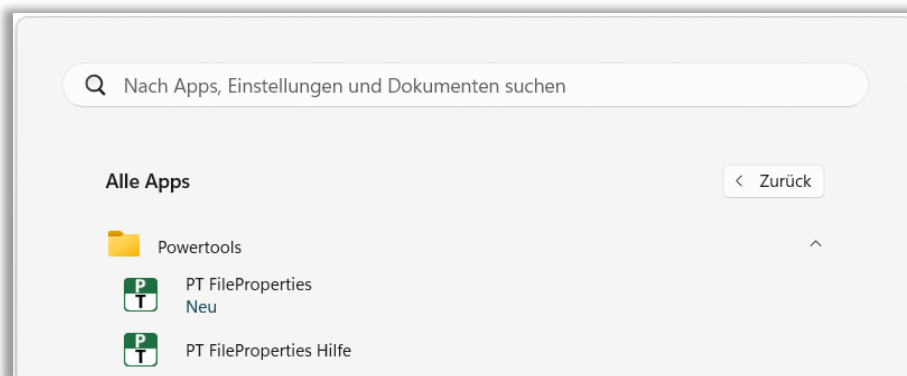 Nach Apps, Einstellungen und Dokumenten suchen
Alle Apps
Zurück
Powertools
P
T
PT FileProperties
Neu
P
T
PT FileProperties Hilfe